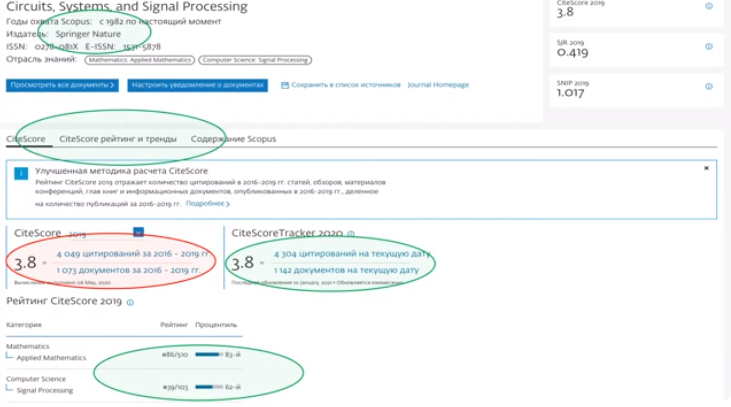 Circuits, Systems, and Signal Processing
Годы охвата Scopus: с 1982 по настоящий момент
Издатель: Springer Nature
ISSN: 0278-081X E-ISSN: 1531-5878
Отрасль знаний: Mathematics: Applied Mathematics Computer Science: Signal Processing
Просмотреть все документы > Настроить уведомление о документах Сохранить в список источников Journal Homepage
CiteScore 2019
3.8
SJR 2019
0.419
SNIP 2019
1.017
CiteScore CiteScore рейтинг и тренды Содержание Scopus
Улучшенная методика расчета CiteScore
Рейтинг CiteScore 2019 отражает количество цитирований в 2016-2019 гг. статей, обзоров, материалов
конференций, глав книг и информационных документов, опубликованных в 2016-2019 гг., деленное
на количество публикаций за 2016-2019 гг. Подробнее >
CiteScore 2019
3.8 =
4 049 цитирований за 2016 - 2019 гг.
1 073 документов за 2016 - 2019 гг.
Вычисление выполнено 06 May, 2020
CiteScoreTracker 2020
3.8 =
4 304 цитирований на текущую дату
1 142 документов на текущую дату
Последнее обновление 10 January, 2021 • Обновляется ежемесячно
Рейтинг CiteScore 2019
Категория Рейтинг Процентиль
Mathematics
Applied Mathematics #86/510 83-й
Computer Science
Signal Processing #39/103 62-й